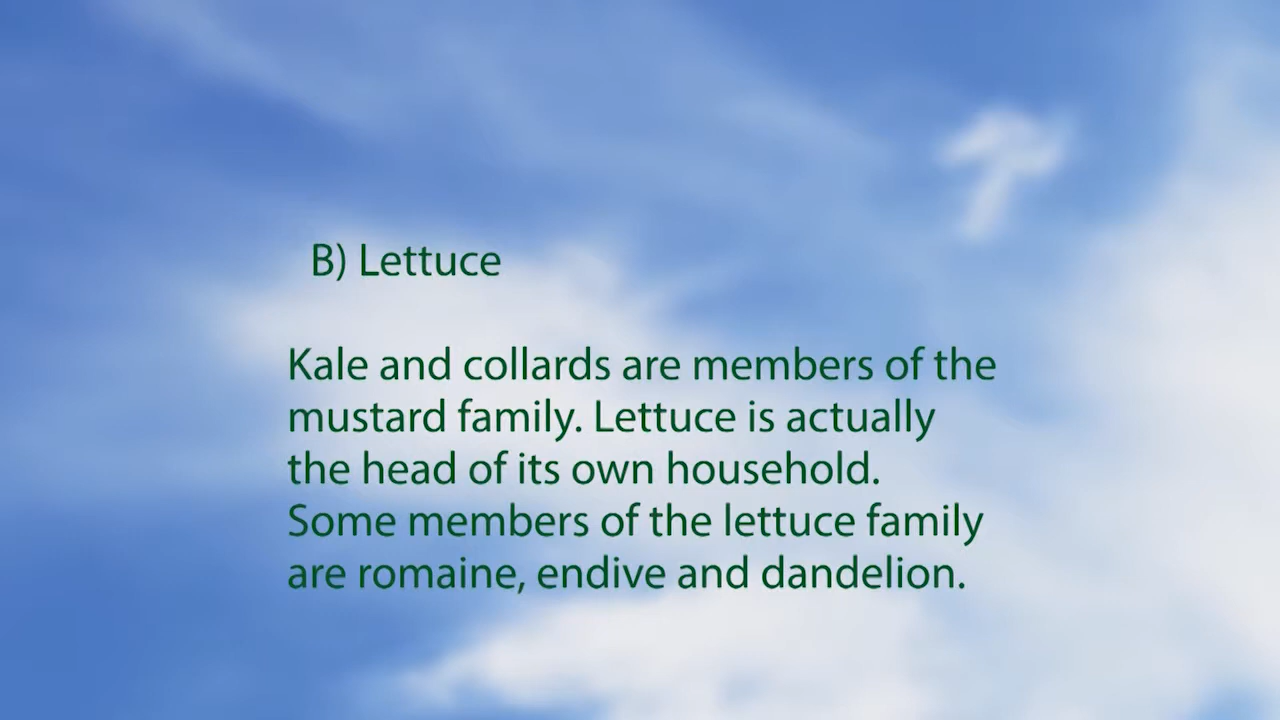 B) Lettuce
Kale and collards are members of the
mustard family. Lettuce is actually
the head of its own household.
Some members of the lettuce family
are romaine, endive and dandelion.